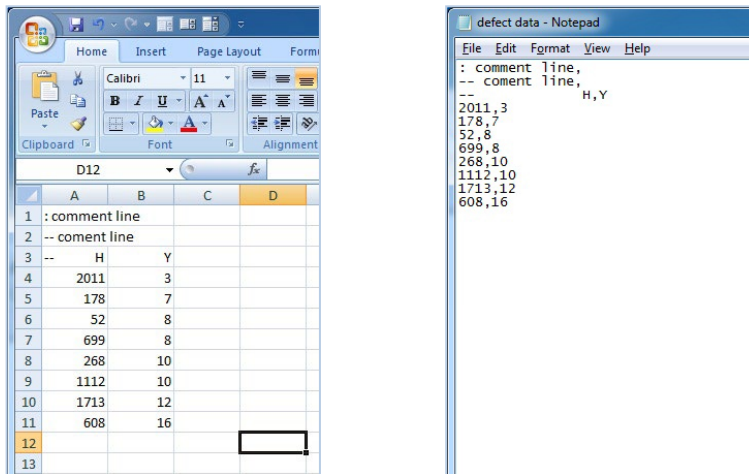 Home Insert Page Layout Form
Calibri 11
Paste
B I U A A
A
Clipboard Font Alignment
D12 fx
A B C D
1 : comment line
2 -- coment line
3 -- H Y
4 2011 3
5 178 7
6 52 8
7 699 8
8 268 10
9 1112 10
10 1713 12
11 608 16
12
13
defect data - Notepad
File Edit Format View Help
: comment line,
-- coment line,
-- H,Y
2011,3
178,7
52,8
699,8
268,10
1112,10
1713,12
608,16